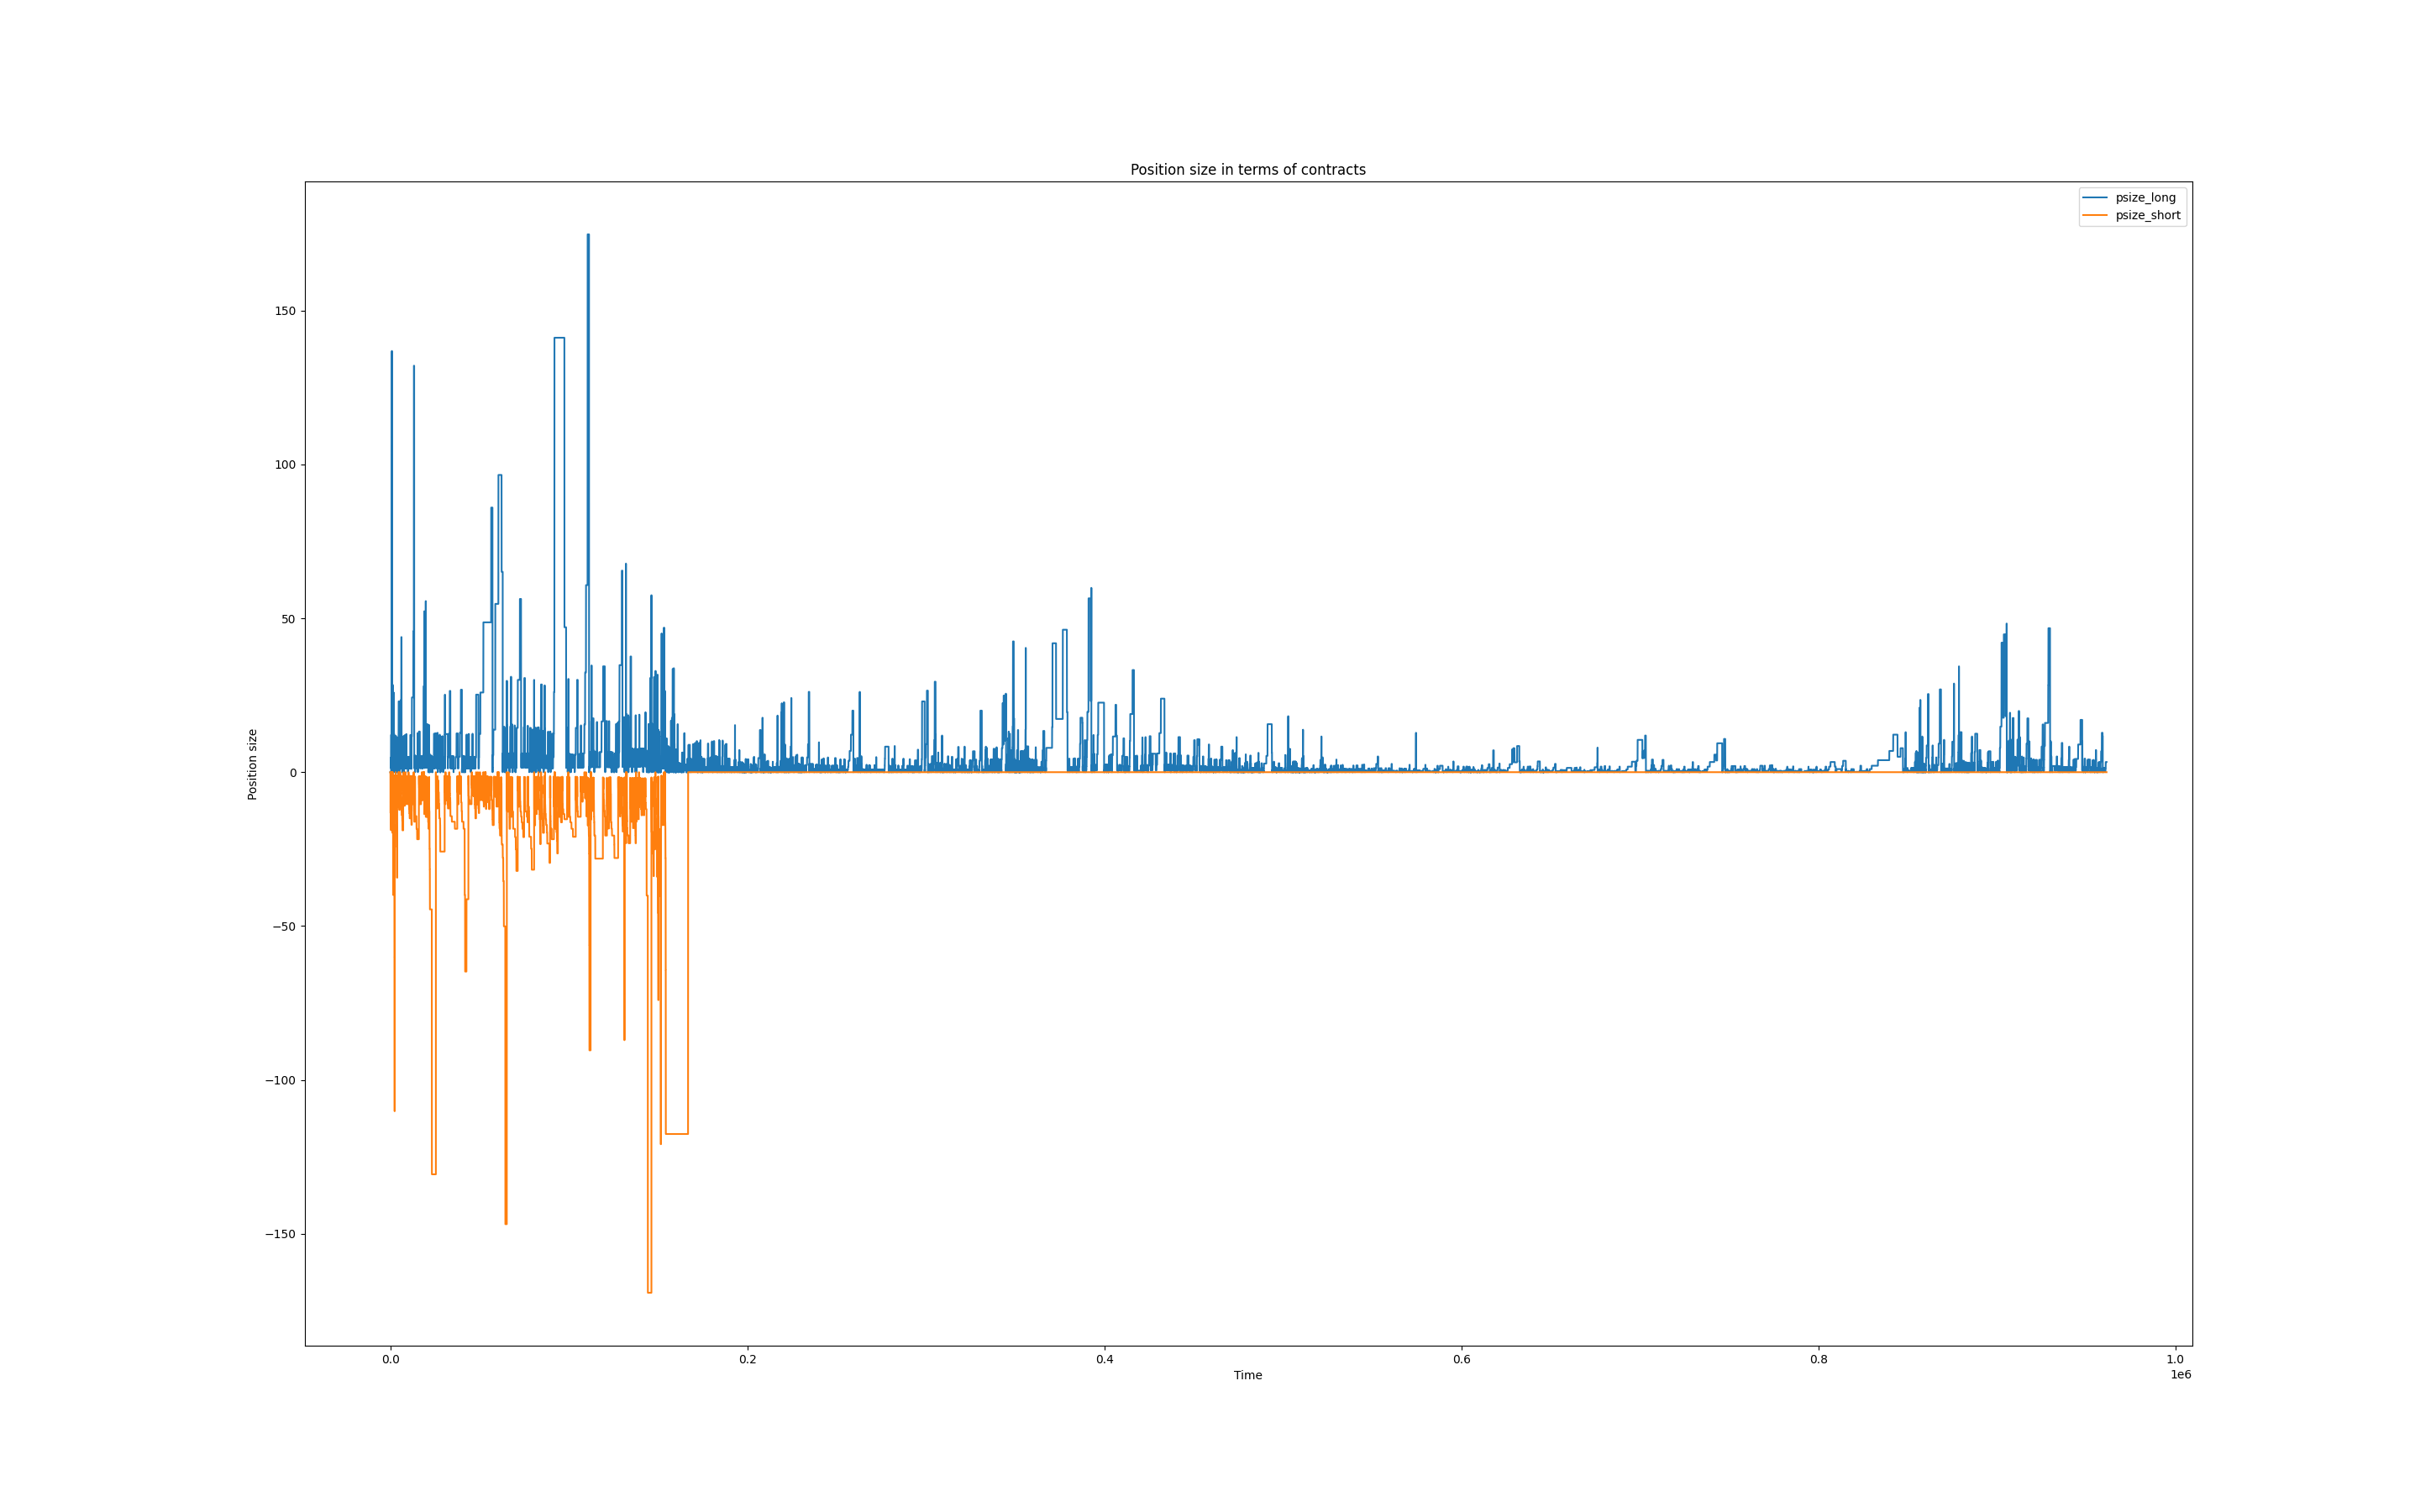 Position size in terms of contracts
psize_long
psize_short
Position size
150
100
50
0
−50
−100
−150
0.0 0.2 0.4 0.6 0.8 1.0
1e6
Time